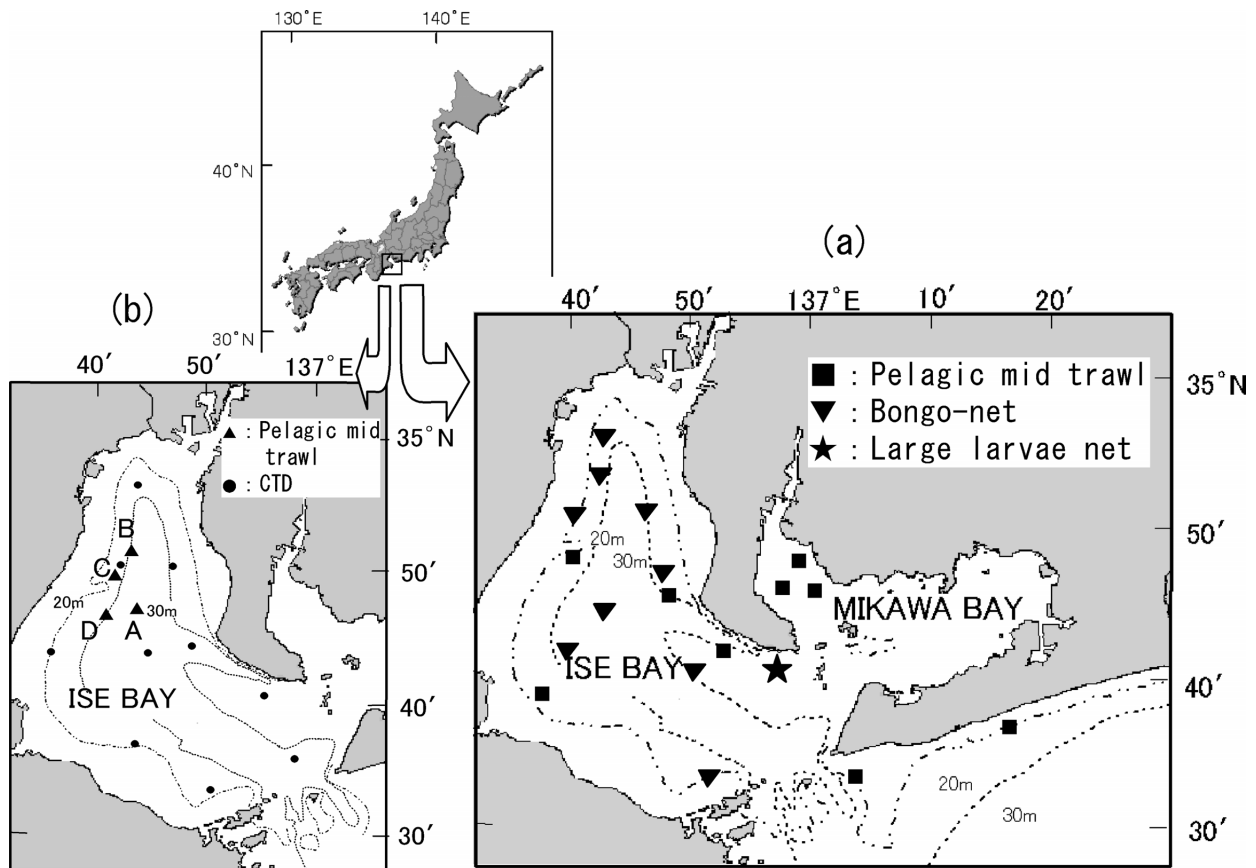 130°E
140°E
40°N
30°N
(b)
40′
50′
137°E
▲ : Pelagic mid
trawl
● : CTD
35°N
B
C
50′
20m
30m
D
A
ISE BAY
40′
30′
(a)
40′
50′
137°E
10′
20′
■ : Pelagic mid trawl
▼ : Bongo-net
★ : Large larvae net
35°N
50′
20m
30m
MIKAWA BAY
ISE BAY
40′
20m
30m
30′